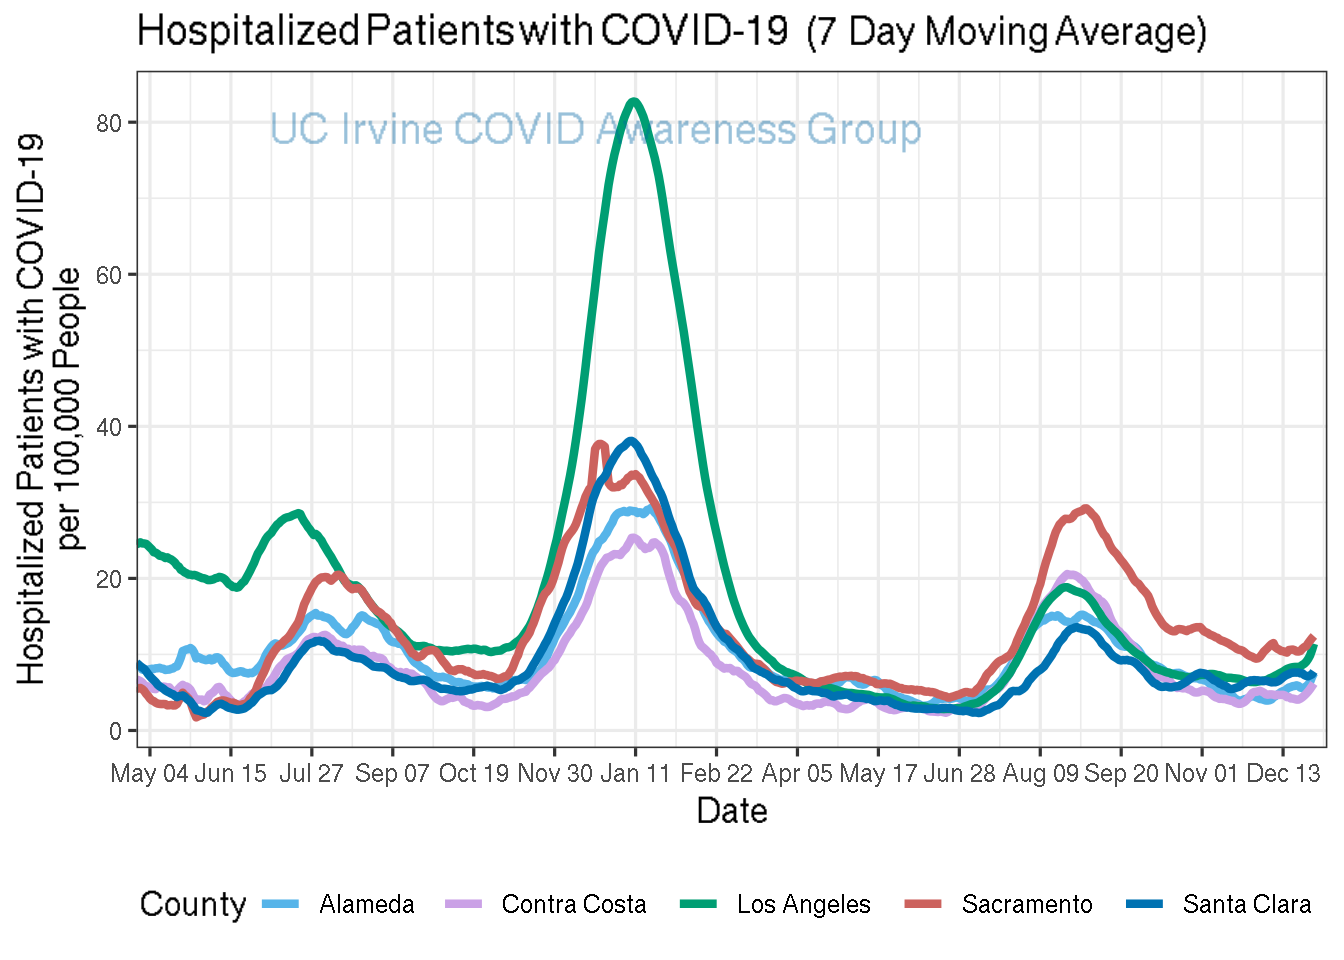 Hospitalized Patients with COVID-19 (7 Day Moving Average)
UC Irvine COVID Awareness Group
Hospitalized Patients with COVID-19
per 100,000 People
80
60
40
20
0
May 04 Jun 15 Jul 27 Sep 07 Oct 19 Nov 30 Jan 11 Feb 22 Apr 05 May 17 Jun 28 Aug 09 Sep 20 Nov 01 Dec 13
Date
County Alameda Contra Costa Los Angeles Sacramento Santa Clara